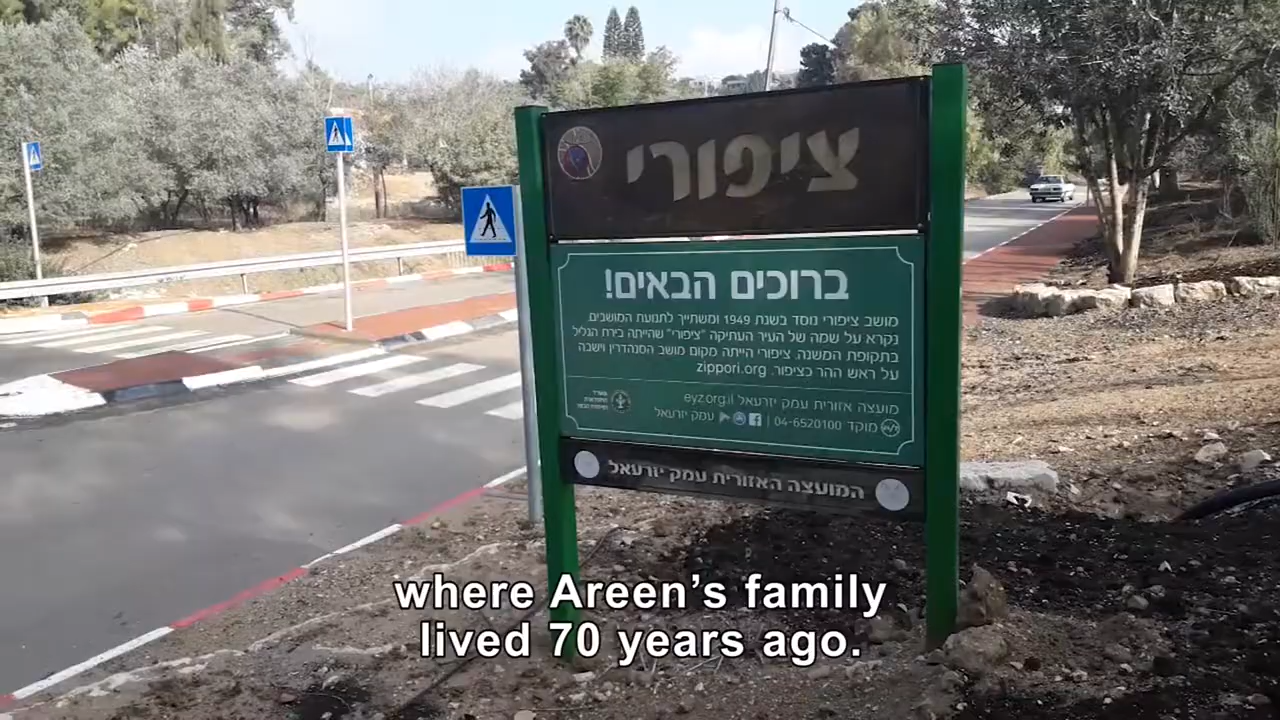 ציפורי
ברוכים הבאים!
מושב ציפורי נוסד בשנת 1949 ומשתייך לתנועת המושבים.
נקרא על שמה של העיר העתיקה "ציפורי" שהייתה בירת הגליל
בתקופת המשנה. ציפורי הייתה מקום מושב הסנהדרין וישבה
על ראש ההר כציפור. zippori.org
מועצה אזורית עמק יזרעאל eyz.org.il
מוקד 04-6520100 | עמק יזרעאל
המועצה האזורית עמק יזרעאל
where Areen's family
lived 70 years ago.